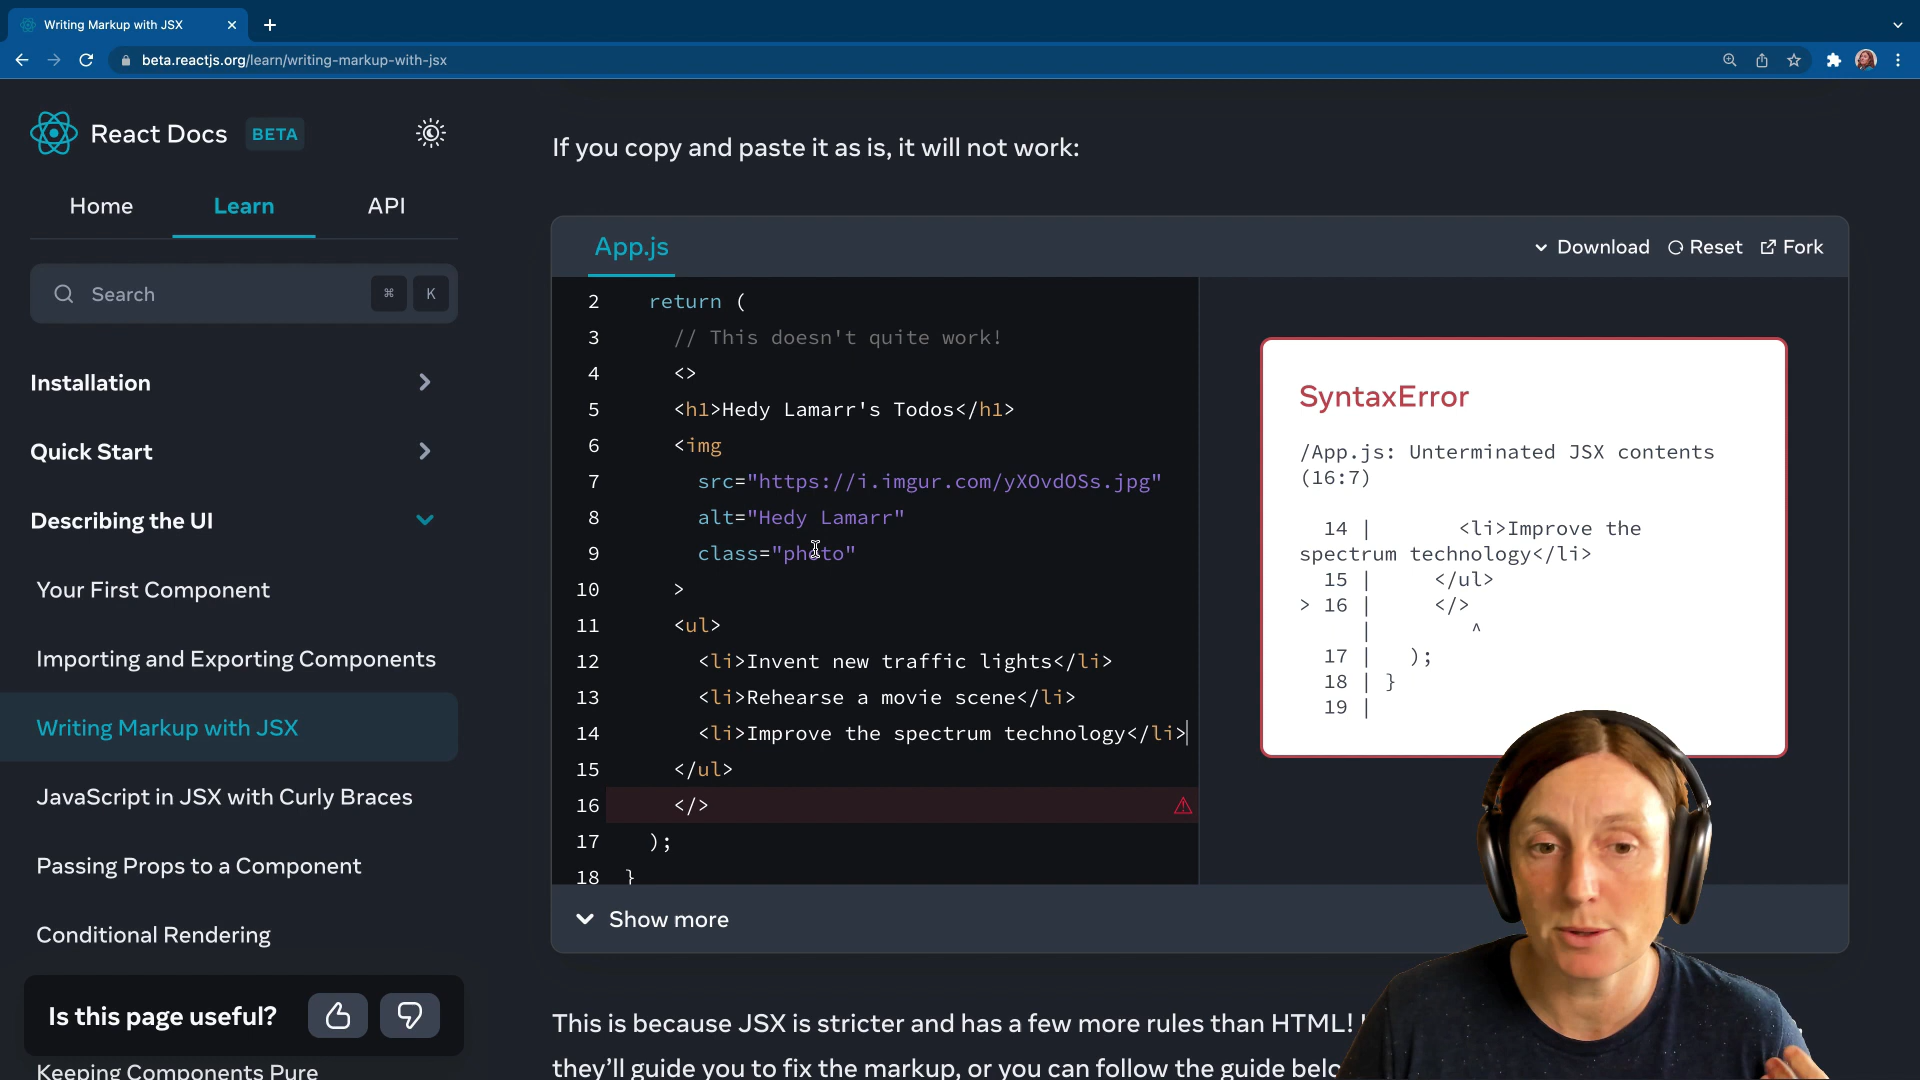 Writing Markup with JSX
beta.reactjs.org/learn/writing-markup-with-jsx
React Docs BETA
Home Learn API
Search ⌘ K
Installation
Quick Start
Describing the UI
Your First Component
Importing and Exporting Components
Writing Markup with JSX
JavaScript in JSX with Curly Braces
Passing Props to a Component
Conditional Rendering
Is this page useful?
Keeping Components Pure
If you copy and paste it as is, it will not work:
App.js
Download Reset Fork
2 return (
3 // This doesn't quite work!
4 <>
5 <h1>Hedy Lamarr's Todos</h1>
6 <img
7 src="https://i.imgur.com/yXOvdOSs.jpg"
8 alt="Hedy Lamarr"
9 class="photo"
10 >
11 <ul>
12 <li>Invent new traffic lights</li>
13 <li>Rehearse a movie scene</li>
14 <li>Improve the spectrum technology</li>
15 </ul>
16 </>
17 );
18 }
Show more
SyntaxError
/App.js: Unterminated JSX contents
(16:7)
14 | <li>Improve the
spectrum technology</li>
15 | </ul>
> 16 | </>
| ^
17 | );
18 | }
19 |
This is because JSX is stricter and has a few more rules than HTML!
they'll guide you to fix the markup, or you can follow the guide